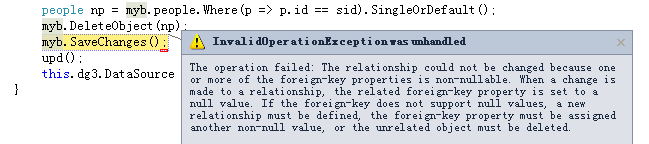 people np = myb.people.Where(p => p.id == sid).SingleOrDefault();
myb.DeleteObject(np);
myb.SaveChanges();
upd();
this.dg3.DataSource
}
InvalidOperationException was unhandled
The operation failed: The relationship could not be changed because one
or more of the foreign-key properties is non-nullable. When a change is
made to a relationship, the related foreign-key property is set to a
null value. If the foreign-key does not support null values, a new
relationship must be defined, the foreign-key property must be assigned
another non-null value, or the unrelated object must be deleted.